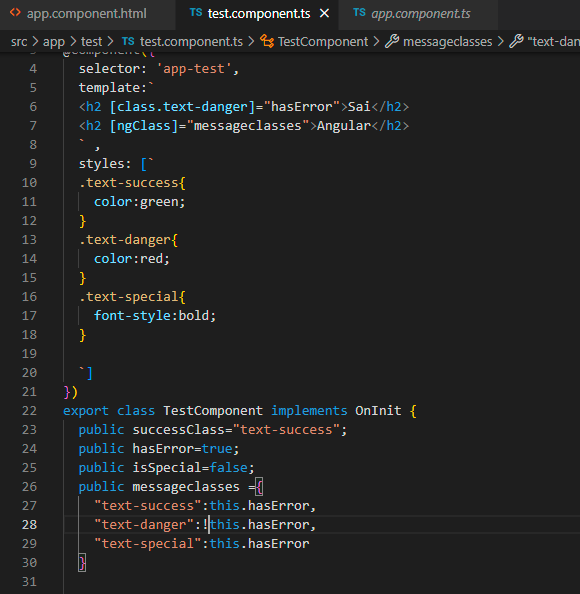 <> app.component.html TS test.component.ts × TS app.component.ts
src > app > test > TS test.component.ts > TestComponent > messageclasses > "text-dan
4 selector: 'app-test',
5 template:`
6 <h2 [class.text-danger]="hasError">Sai</h2>
7 <h2 [ngClass]="messageclasses">Angular</h2>
8 ` ,
9 styles: [`
10 .text-success{
11 color:green;
12 }
13 .text-danger{
14 color:red;
15 }
16 .text-special{
17 font-style:bold;
18 }
19
20 `]
21 })
22 export class TestComponent implements OnInit {
23 public successClass="text-success";
24 public hasError=true;
25 public isSpecial=false;
26 public messageclasses ={
27 "text-success":this.hasError,
28 "text-danger":!this.hasError,
29 "text-special":this.hasError
30 }
31